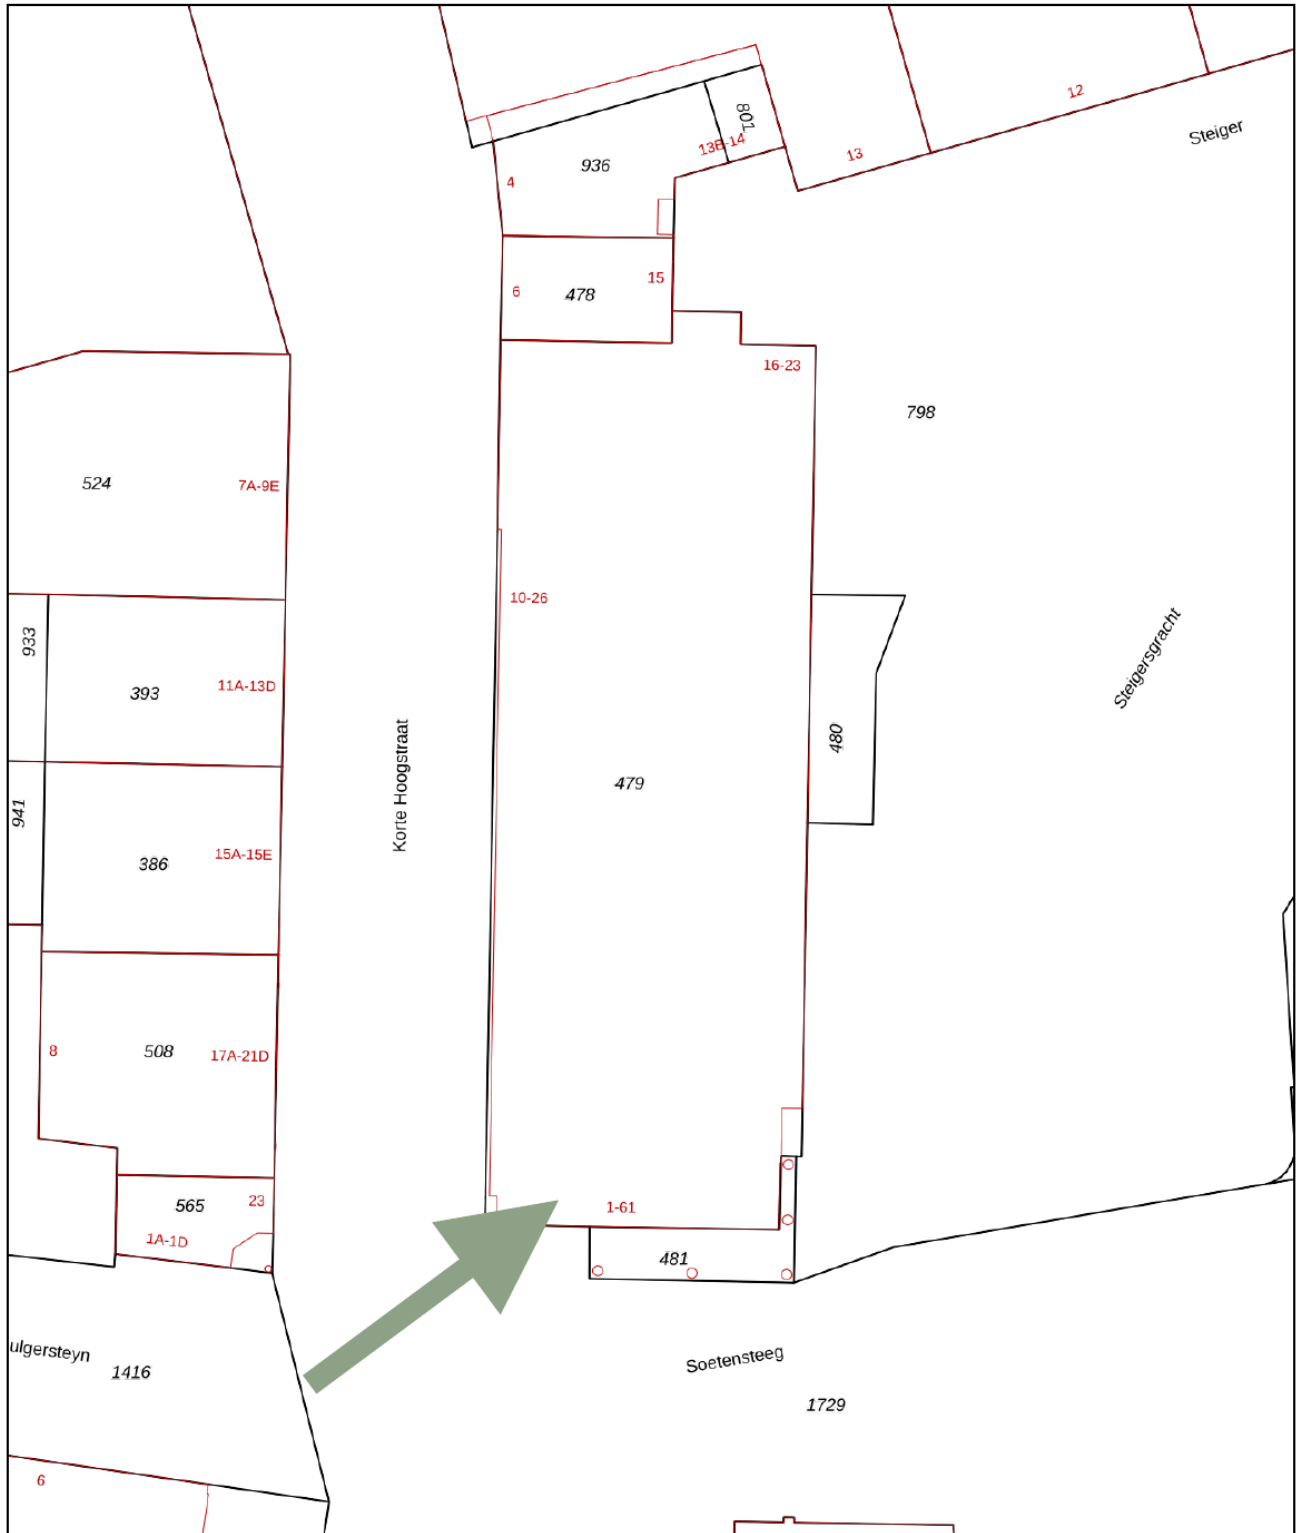 12
Steiger
801
13E-14
13
936
4
15
6
478
16-23
798
524
7A-9E
10-26
933
Steigersgracht
393
11A-13D
480
Korte Hoogstraat
479
941
386
15A-15E
8
508
17A-21D
565
23
1-61
1A-1D
481
ulgersteyn
1416
Soetensteeg
1729
6